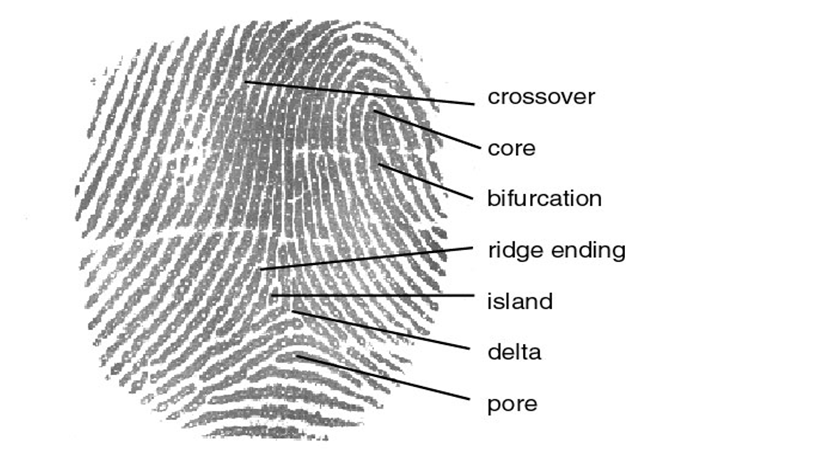 crossover
core
bifurcation
ridge ending
island
delta
pore